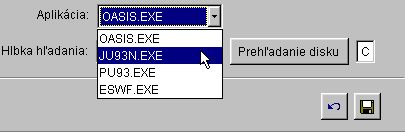 Aplikácia: OASIS.EXE
OASIS.EXE
Hĺbka hľadania: JU93N.EXE Prehľadanie disku C
PU93.EXE
ESWF.EXE